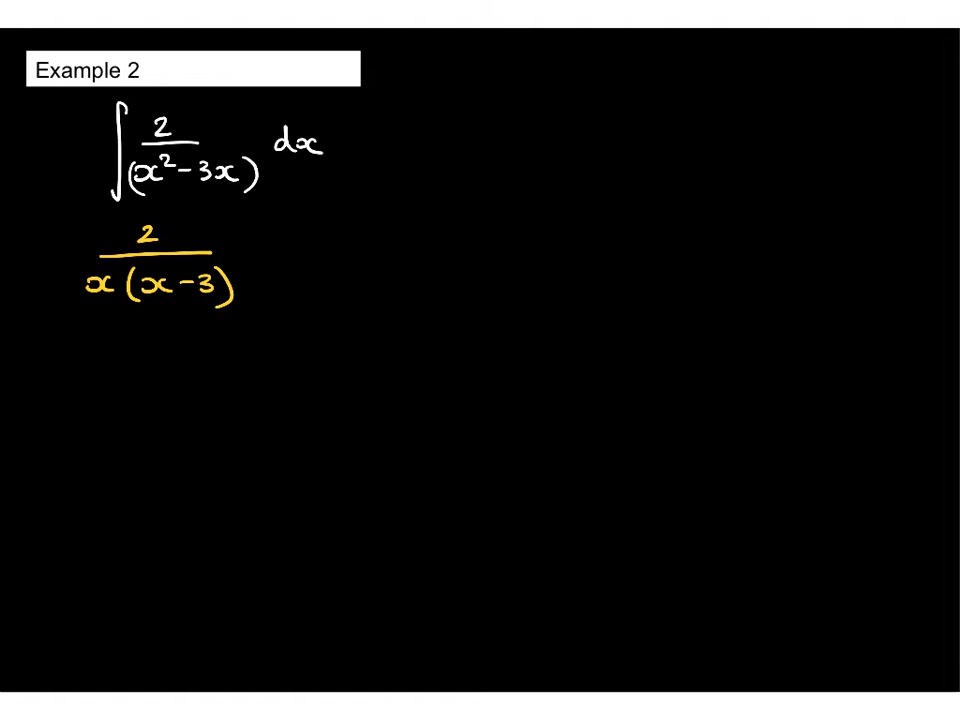 Example 2
∫ 2/(x² - 3x) dx
2/x(x - 3)